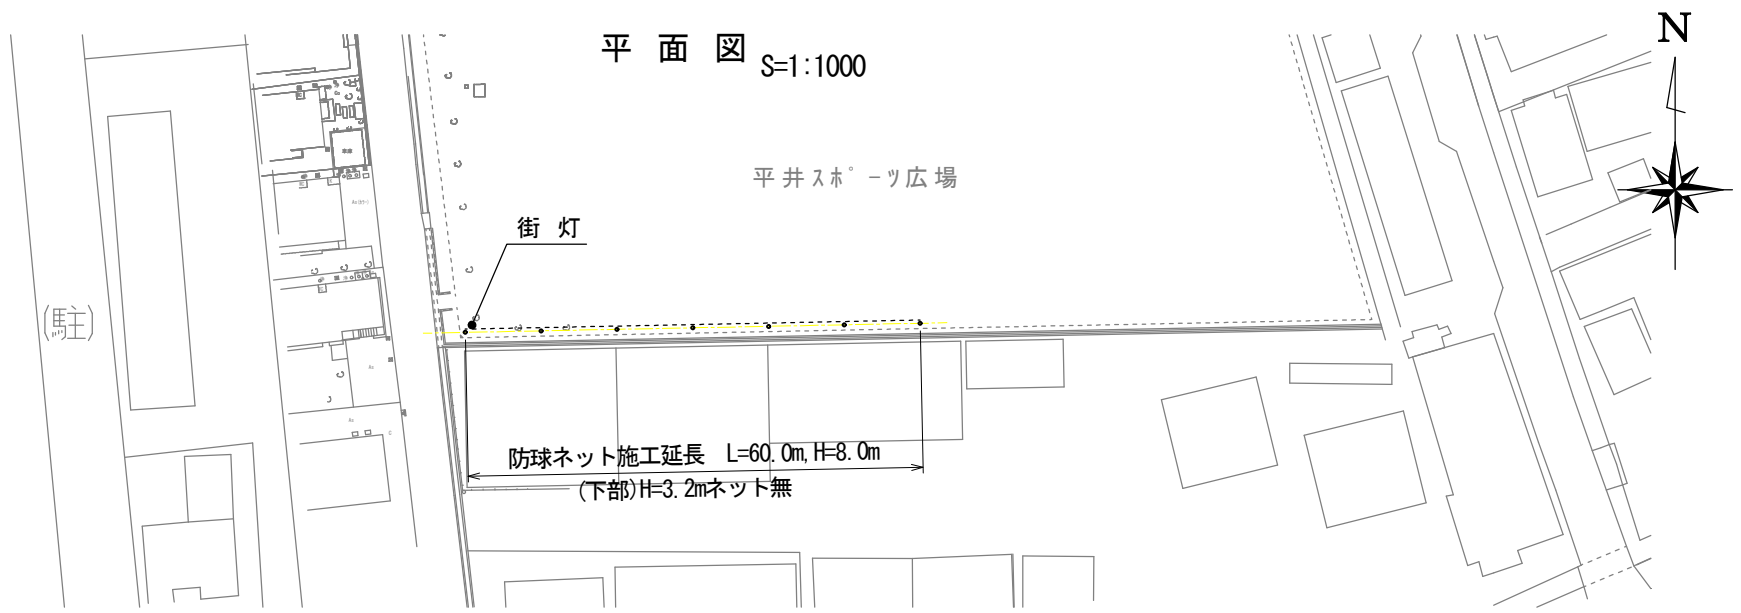 平 面 図 S=1:1000
N
平井スポーツ広場
街 灯
(駐)
防球ネット施工延長 L=60.0m,H=8.0m
(下部)H=3.2mネット無